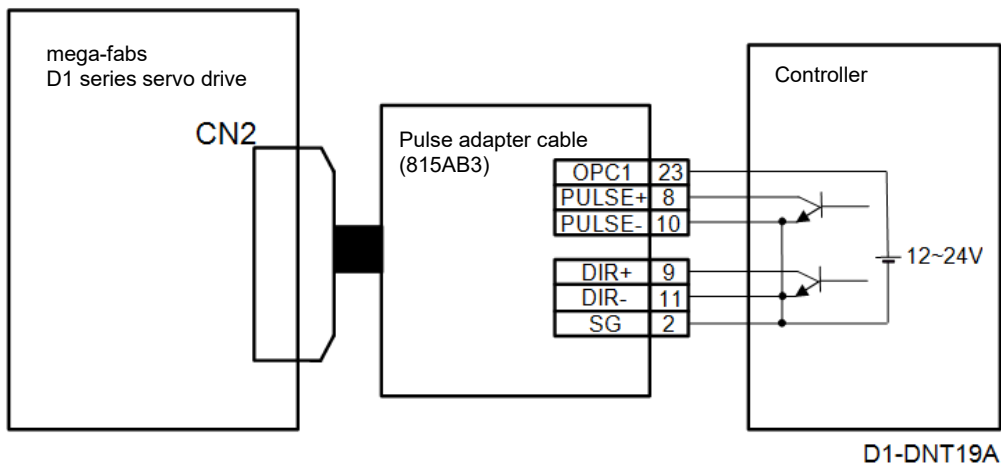 mega-fabs
D1 series servo drive
CN2
Pulse adapter cable
(815AB3)
OPC1 23
PULSE+ 8
PULSE- 10
DIR+ 9
DIR- 11
SG 2
Controller
12~24V
D1-DNT19A